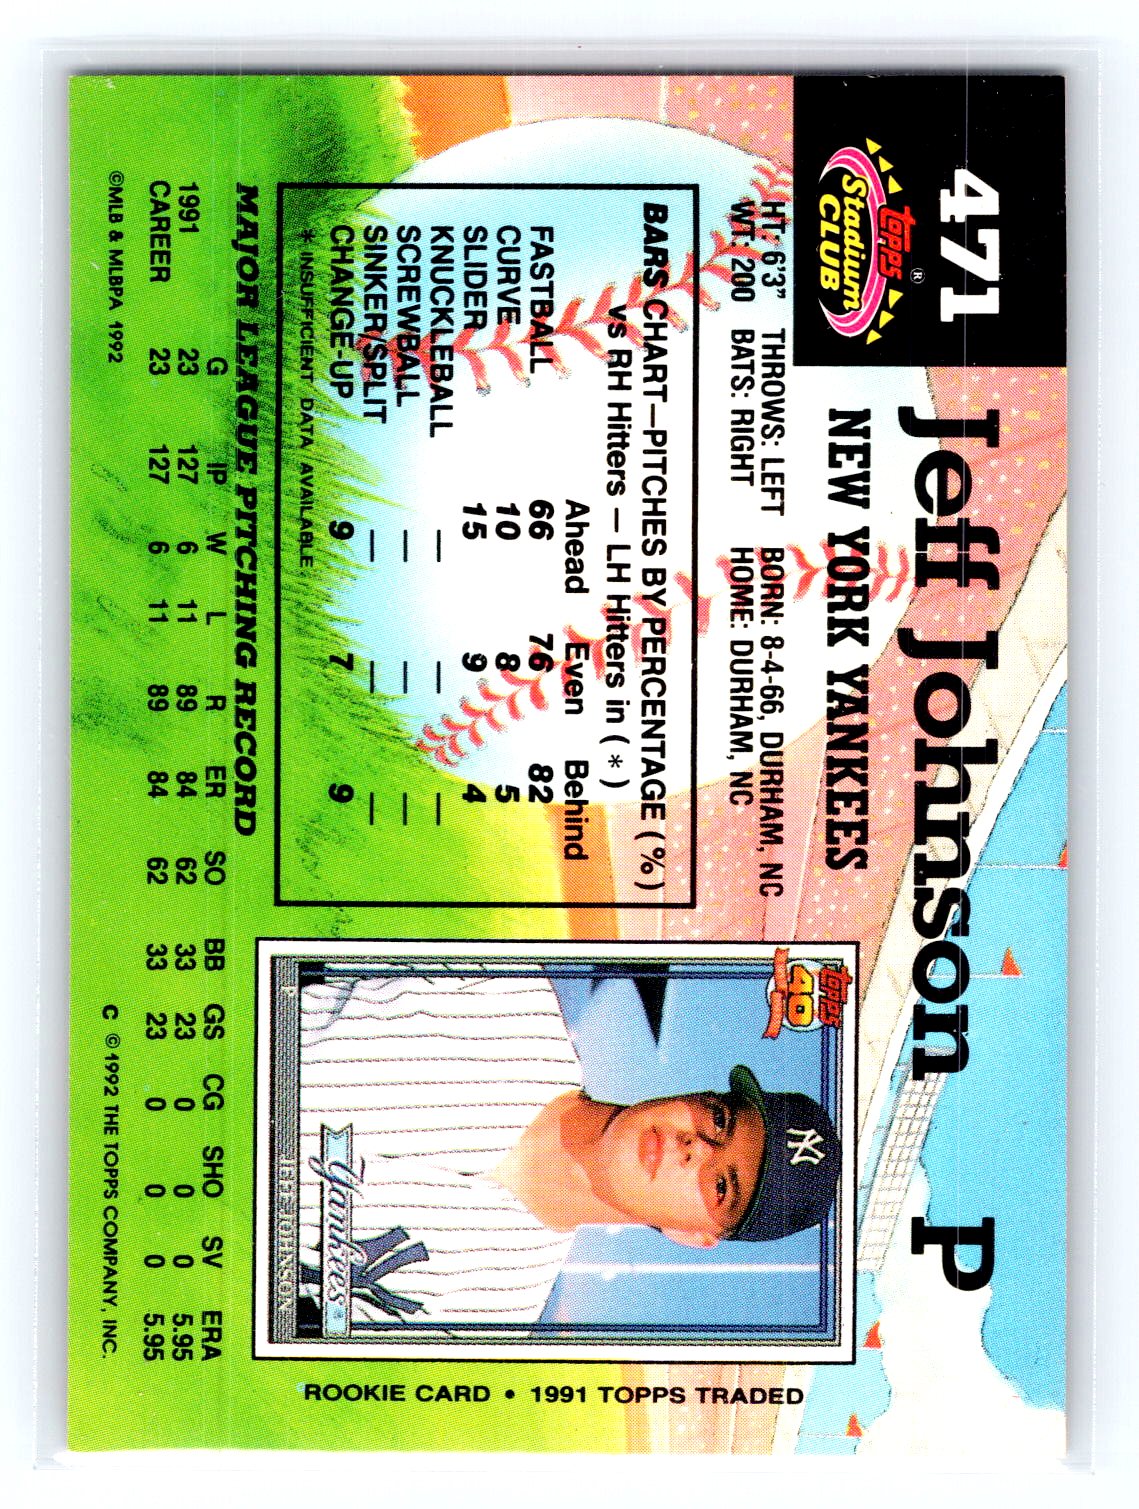 471
Topps®
Stadium
CLUB
Jeff Johnson P
NEW YORK YANKEES
HT: 6'3" THROWS: LEFT BORN: 8-4-66, DURHAM, NC
WT: 200 BATS: RIGHT HOME: DURHAM, NC
BARS CHART—PITCHES BY PERCENTAGE (%)
vs RH Hitters — LH Hitters in (*)
Ahead Even Behind
FASTBALL 66 76 82
CURVE 10 8 5
SLIDER 15 9 4
KNUCKLEBALL — — —
SCREWBALL — — —
SINKER/SPLIT — — —
CHANGE-UP 9 7 9
* INSUFFICIENT DATA AVAILABLE
Topps
40
NY
Yankees
JEFF JOHNSON
ROOKIE CARD • 1991 TOPPS TRADED
MAJOR LEAGUE PITCHING RECORD
G IP W L R ER SO BB GS CG SHO SV ERA
1991 23 127 6 11 89 84 62 33 23 0 0 0 5.95
CAREER 23 127 6 11 89 84 62 33 23 0 0 0 5.95
©MLB & MLBPA 1992 C ©1992 THE TOPPS COMPANY, INC.